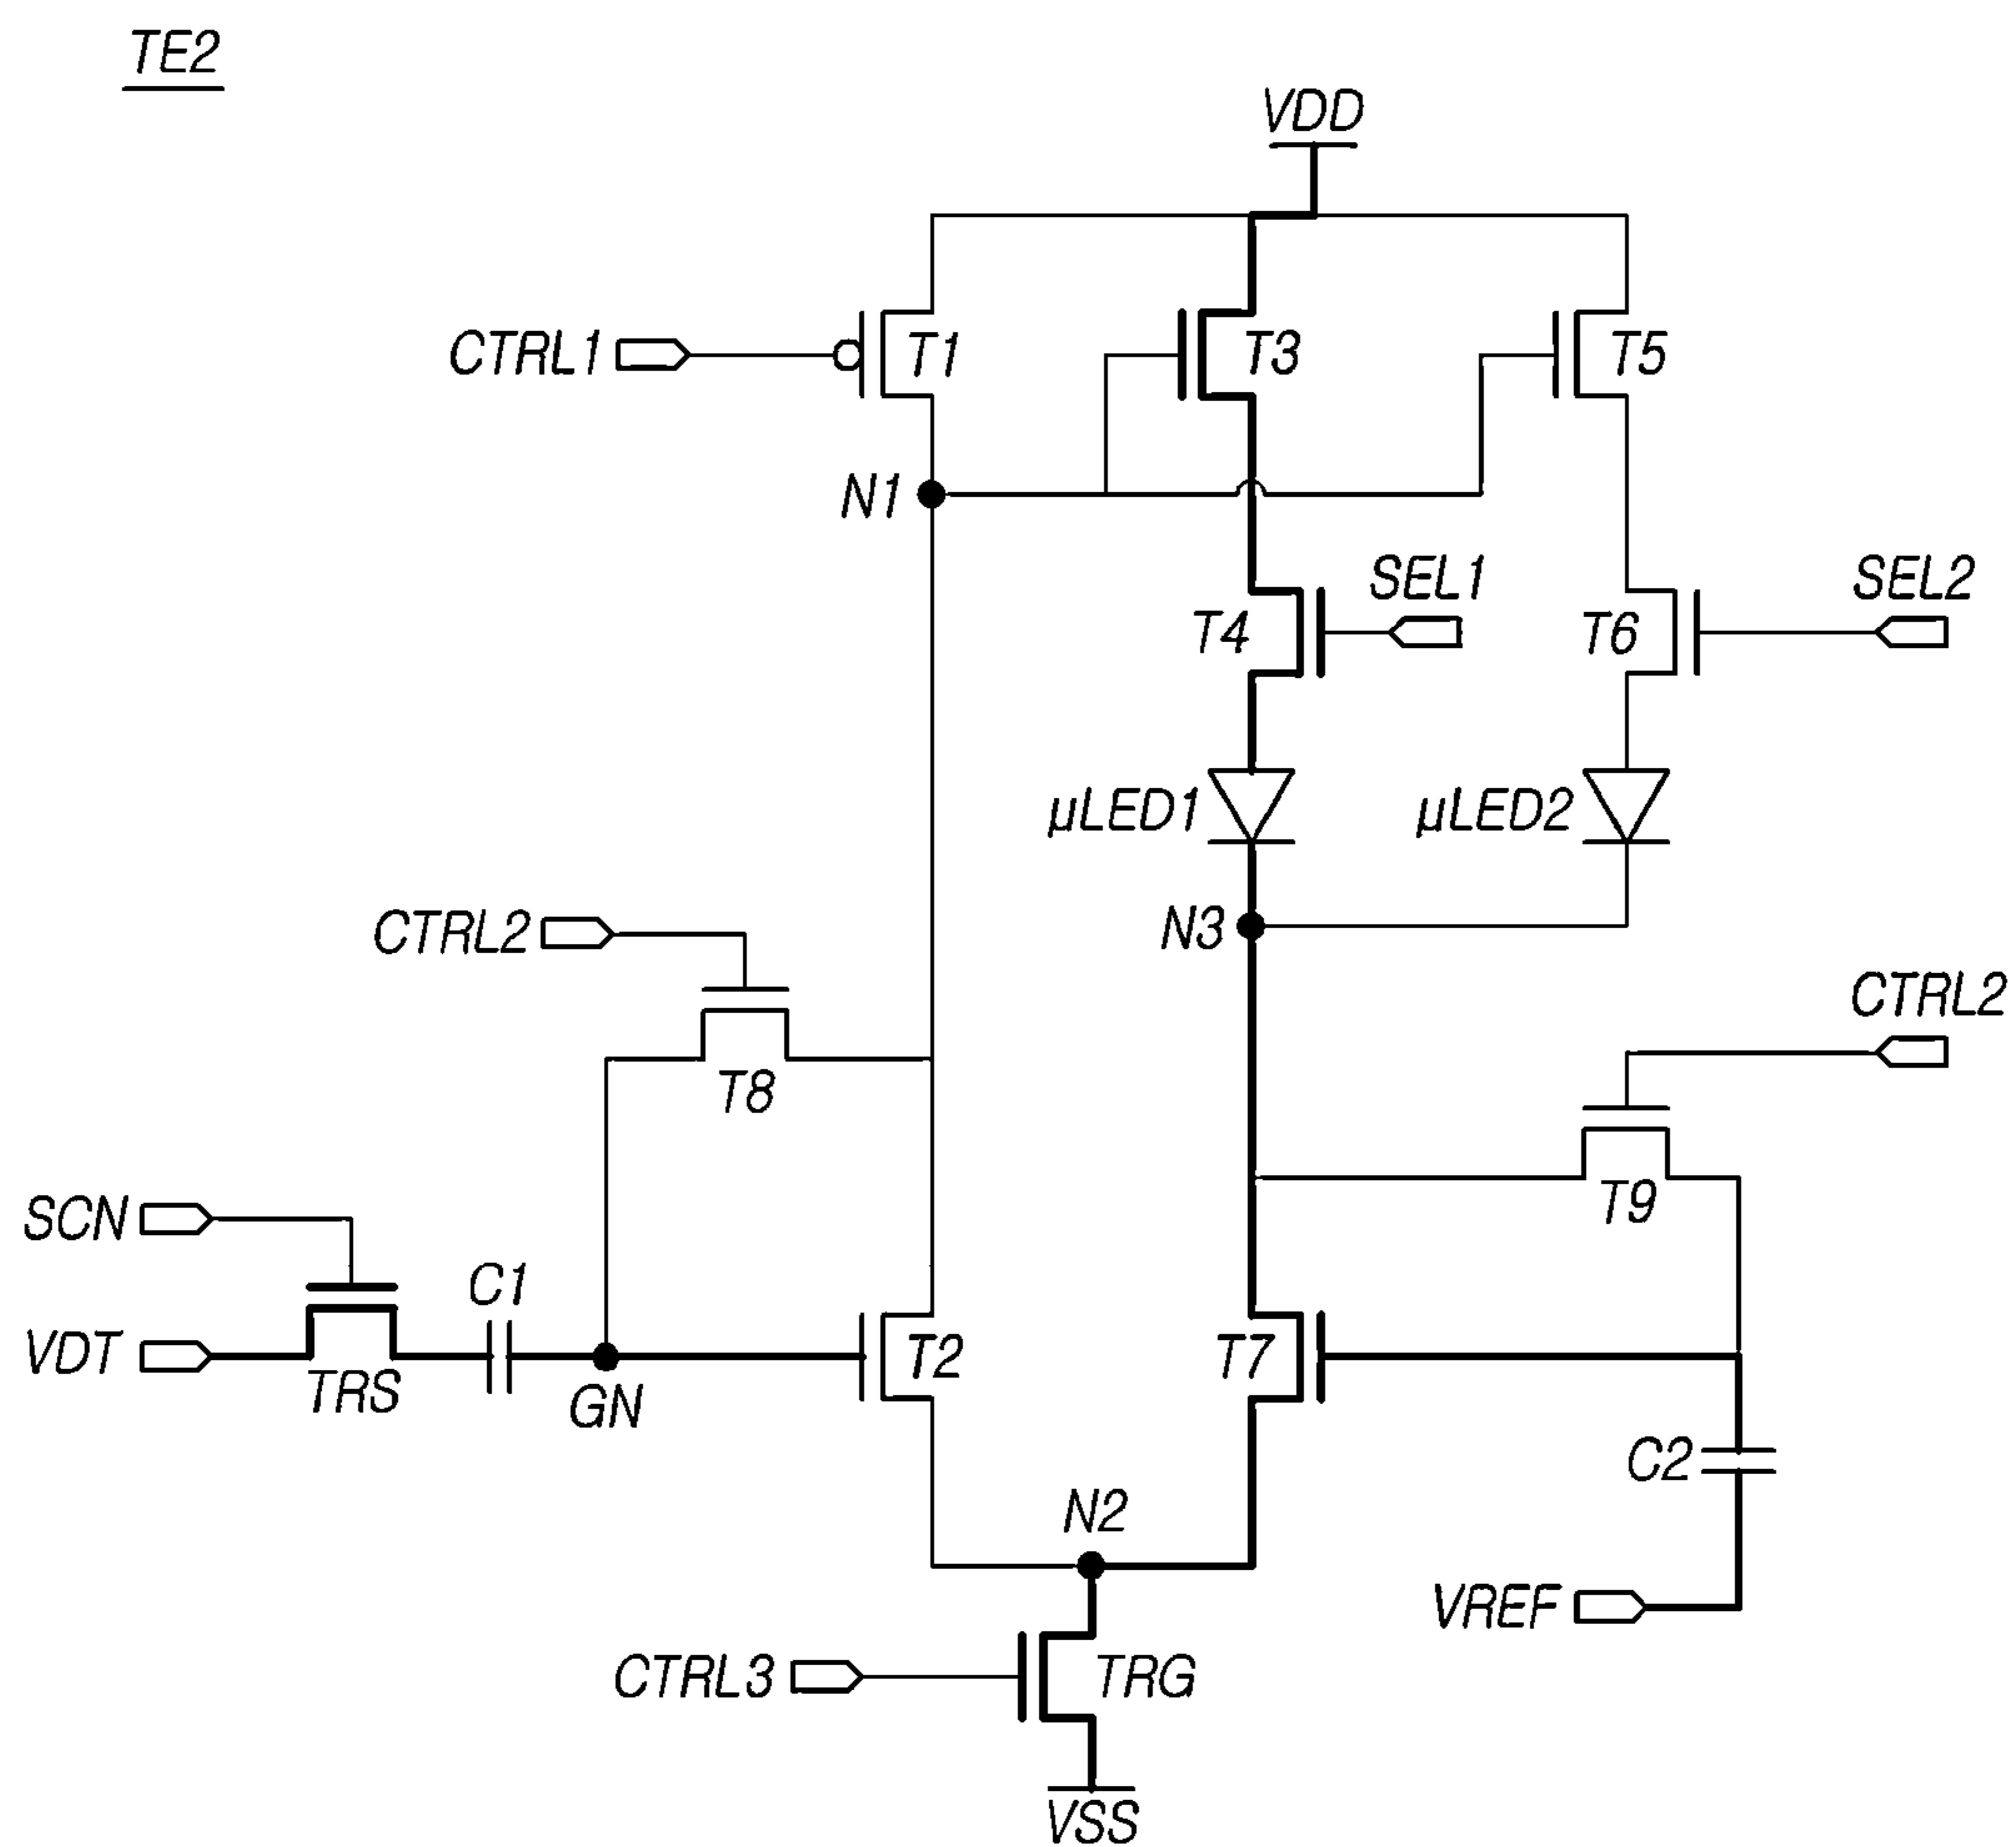 TE2
VDD
CTRL1
T1
T3
T5
N1
SEL1
SEL2
T4
T6
µLED1
µLED2
CTRL2
N3
CTRL2
T8
T9
SCN
C1
VDT
TRS
GN
T2
T7
C2
N2
VREF
CTRL3
TRG
VSS